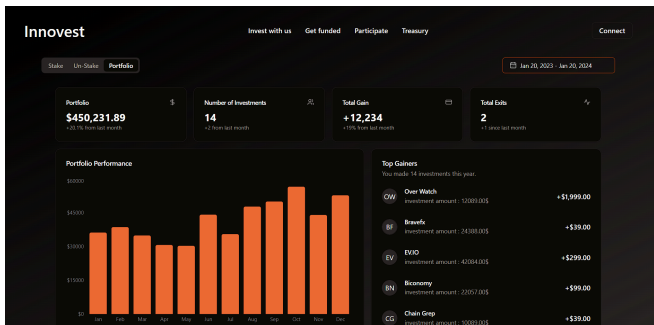 Innovest
Invest with us
Get funded
Participate
Treasury
Connect
Stake
Un-Stake
Portfolio
Jan 20, 2023 - Jan 20, 2024
Portfolio
$
$450,231.89
+20.1% from last month
Number of Investments
14
+2 from last month
Total Gain
+12,234
+19% from last month
Total Exits
2
+1 since last month
Portfolio Performance
$60000
$45000
$30000
$15000
$0
Jan Feb Mar Apr May Jun Jul Aug Sep Oct Nov Dec
Top Gainers
You made 14 investments this year.
OW
Over Watch
investment amount : 12089.00$
+$1,999.00
BF
Bravefx
investment amount : 24388.00$
+$39.00
EV
EV.IO
investment amount : 42084.00$
+$299.00
BN
Biconomy
investment amount : 22057.00$
+$99.00
CG
Chain Grep
investment amount : 10089.00$
+$39.00